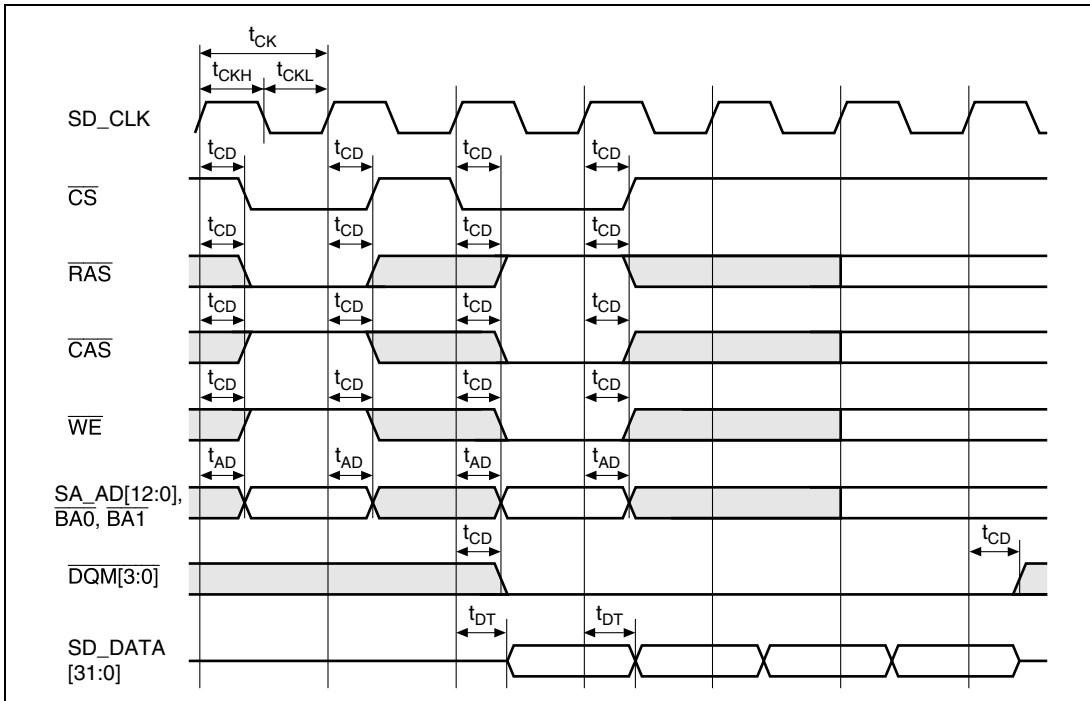 tCK
tCKH tCKL
SD_CLK
tCD tCD tCD tCD
CS
tCD tCD tCD tCD
RAS
tCD tCD tCD tCD
CAS
tCD tCD tCD tCD
WE
tAD tAD tAD tAD
SA_AD[12:0],
BA0, BA1
tCD tCD
DQM[3:0]
tDT tDT
SD_DATA
[31:0]